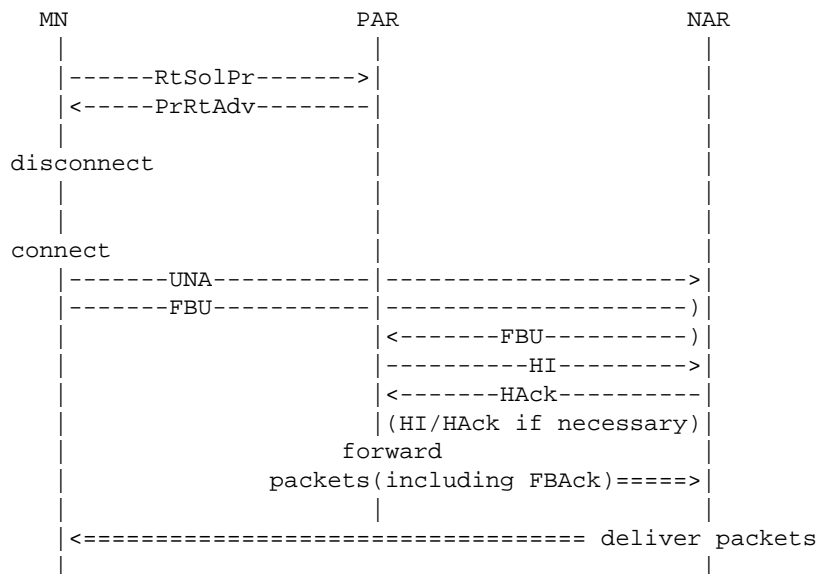 MN PAR NAR
------RtSolPr------->
<-----PrRtAdv--------
disconnect
connect
-------UNA-----------|--------------------->
-------FBU-----------|---------------------)
<-------FBU----------)
----------HI--------->
<-------HAck----------
(HI/HAck if necessary)
forward
packets(including FBAck)=====>
<=================================== deliver packets